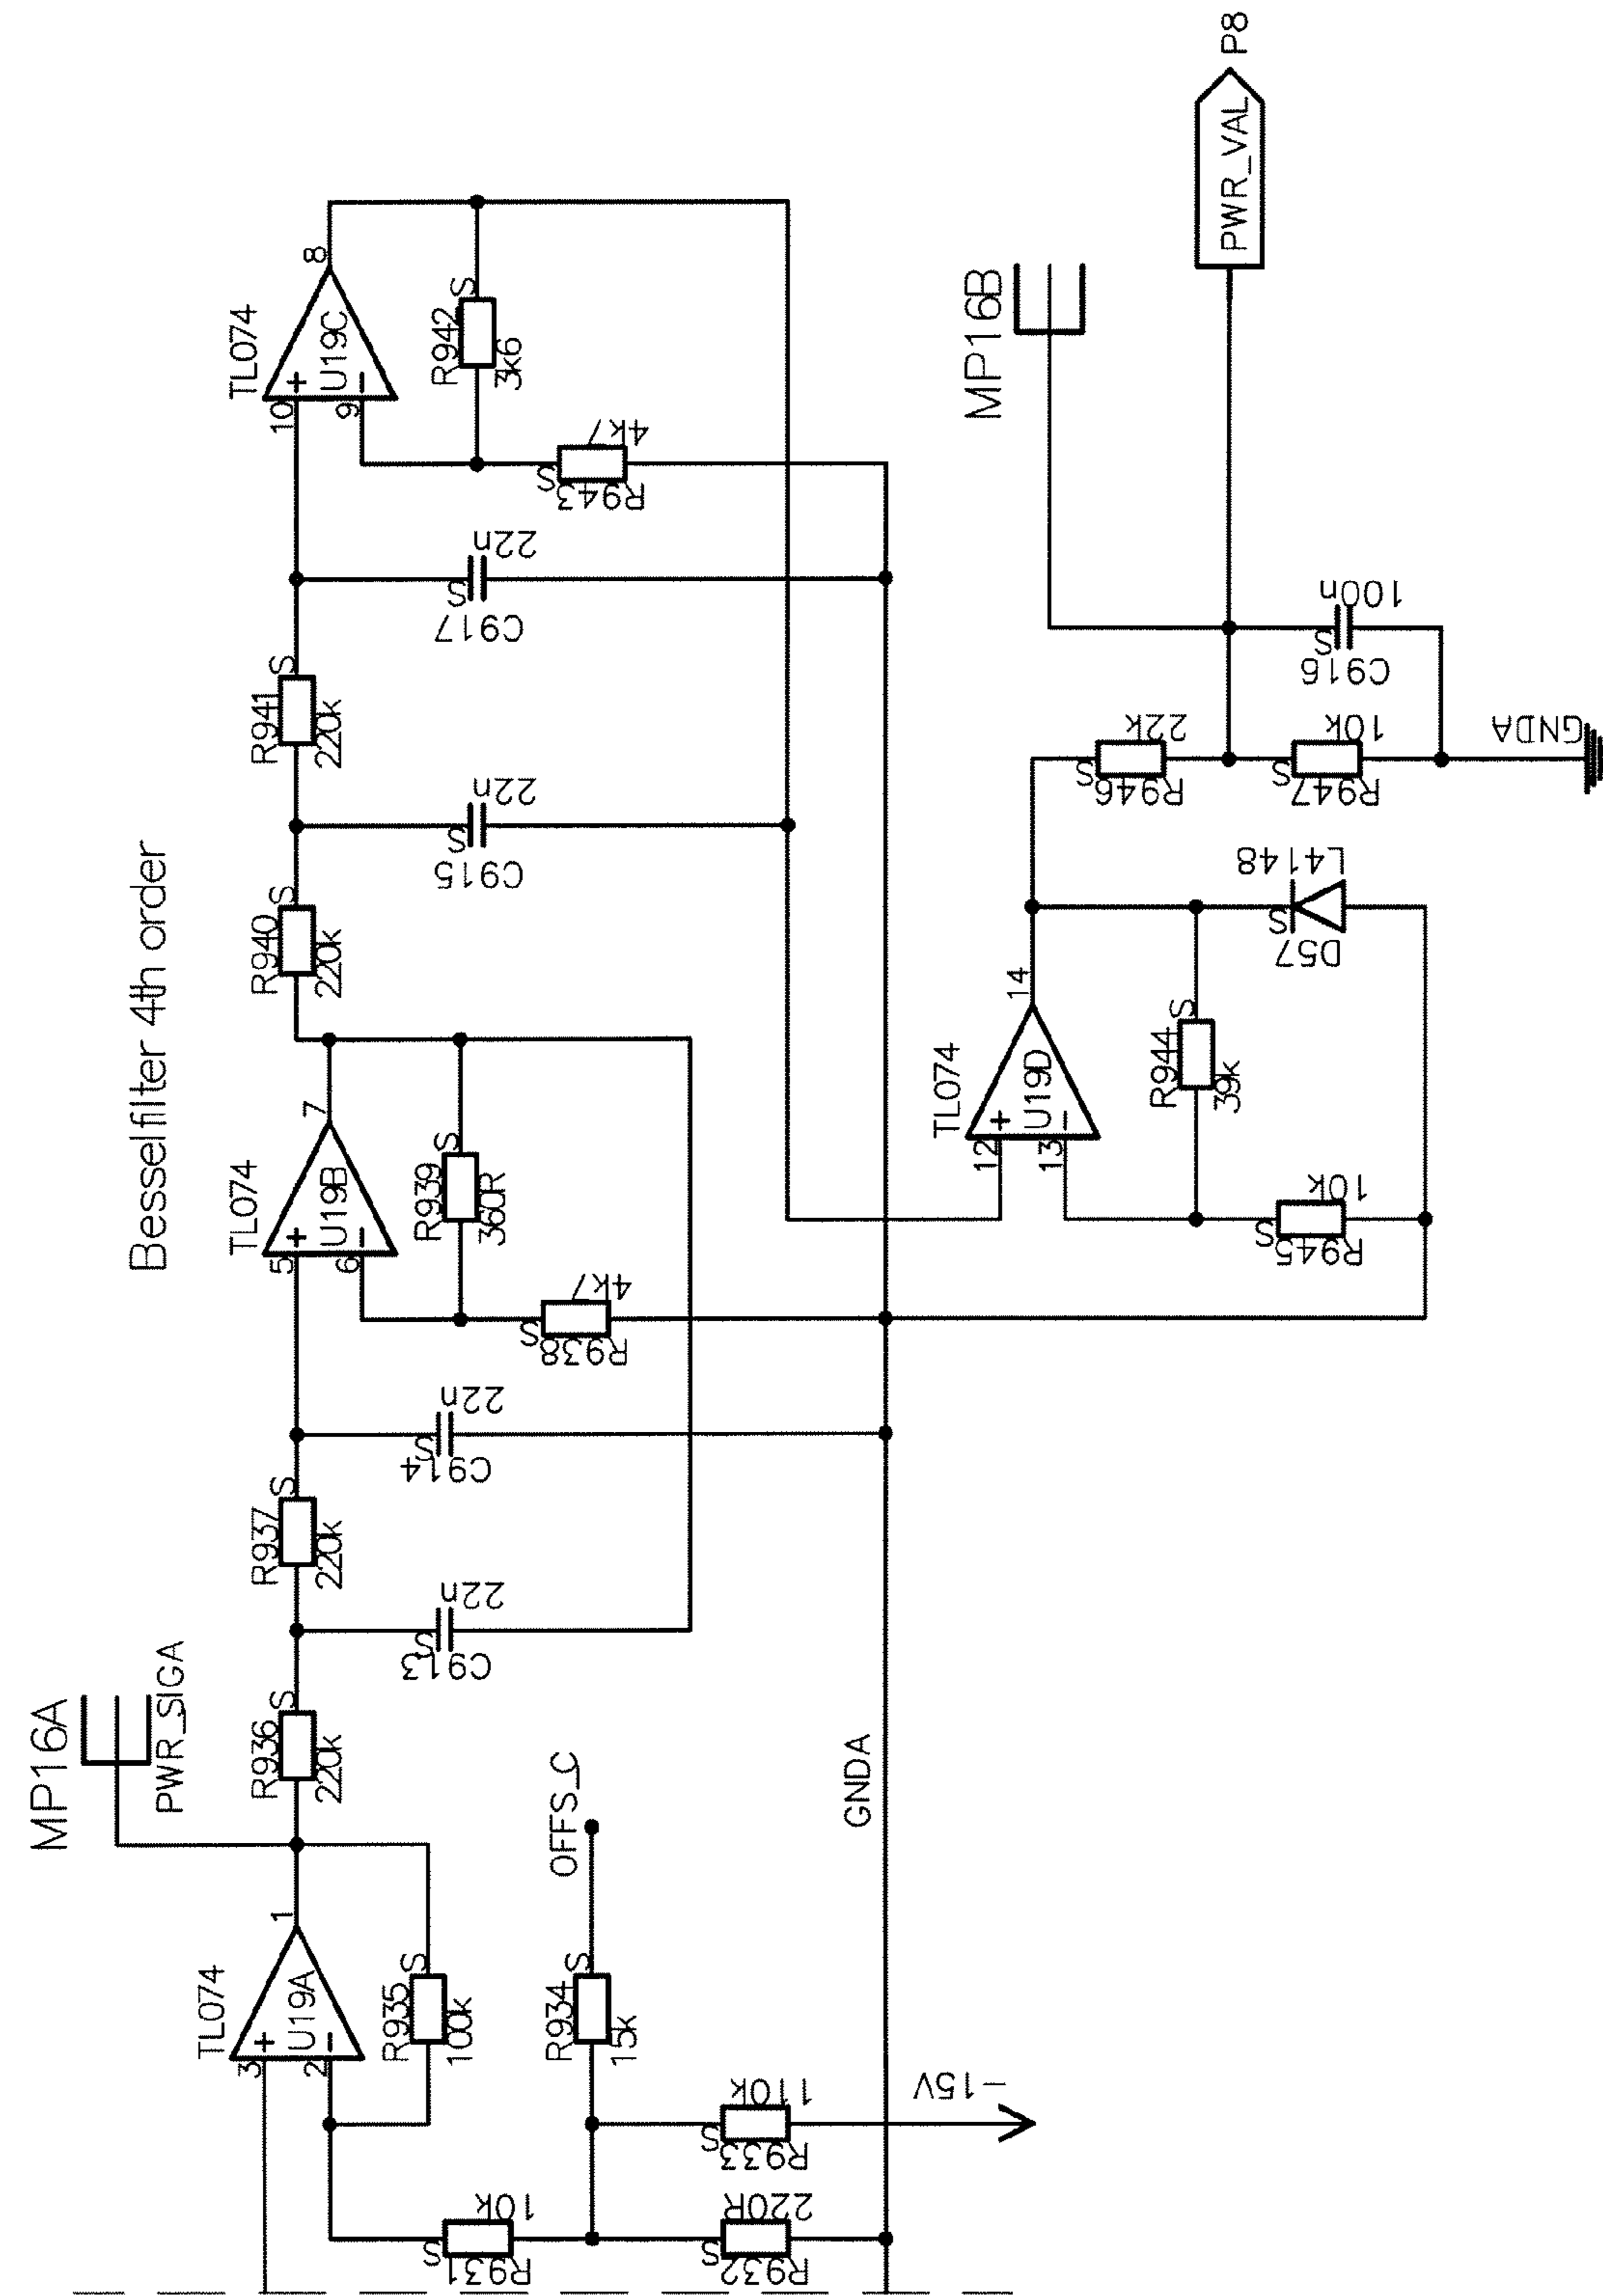 Besselfilter 4th order
MP16A
PWR_SIGA
TL074
3
+
U19A
2
−
1
R935
S
100k
R931
S
10k
R932
S
220R
R933
S
110k
-15V
R934
S
15k
OFFS_C
GNDA
R936
S
220k
C913
S
22n
R937
S
220k
C914
S
22n
TL074
5
+
U19B
6
−
7
R939
S
360R
R938
S
4k7
R940
S
220k
C915
S
22n
R941
S
220k
C917
S
22n
TL074
10
+
U19C
9
−
8
R942
S
3k6
R943
S
4k7
TL074
12
+
U19D
13
−
14
R944
S
39k
R945
S
10k
D57
S
L4148
R946
S
22k
R947
S
10k
C916
S
100n
GNDA
MP16B
PWR_VAL
P8